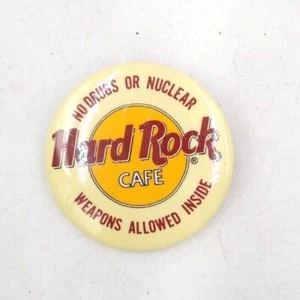 NO DRUGS OR NUCLEAR
Hard Rock ®
CAFE
WEAPONS ALLOWED INSIDE